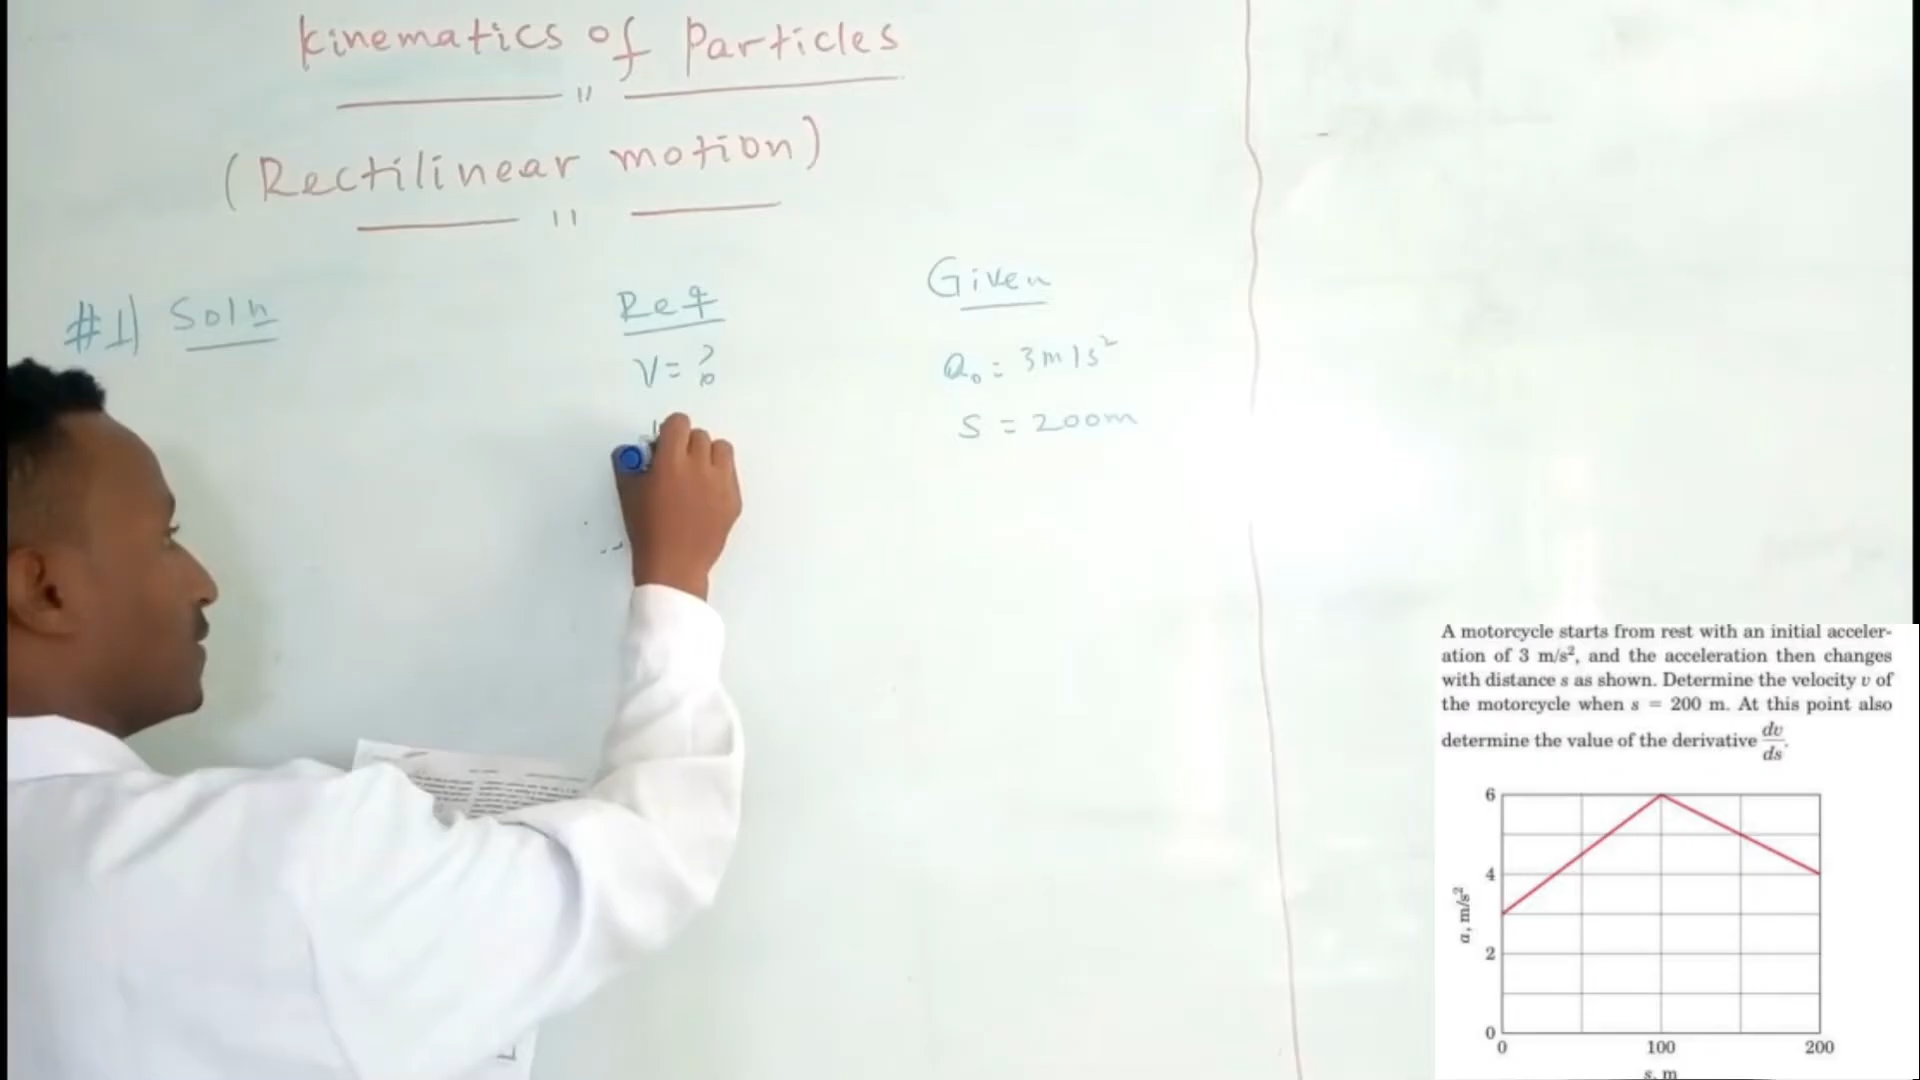 kinematics of Particles
(Rectilinear motion)
#1) Soln
Req
V = ?
Given
a₀ = 3m/s²
S = 200m
A motorcycle starts from rest with an initial acceler-
ation of 3 m/s², and the acceleration then changes
with distance s as shown. Determine the velocity v of
the motorcycle when s = 200 m. At this point also
determine the value of the derivative dv/ds.
6
4
2
0
a, m/s²
0 100 200
s, m